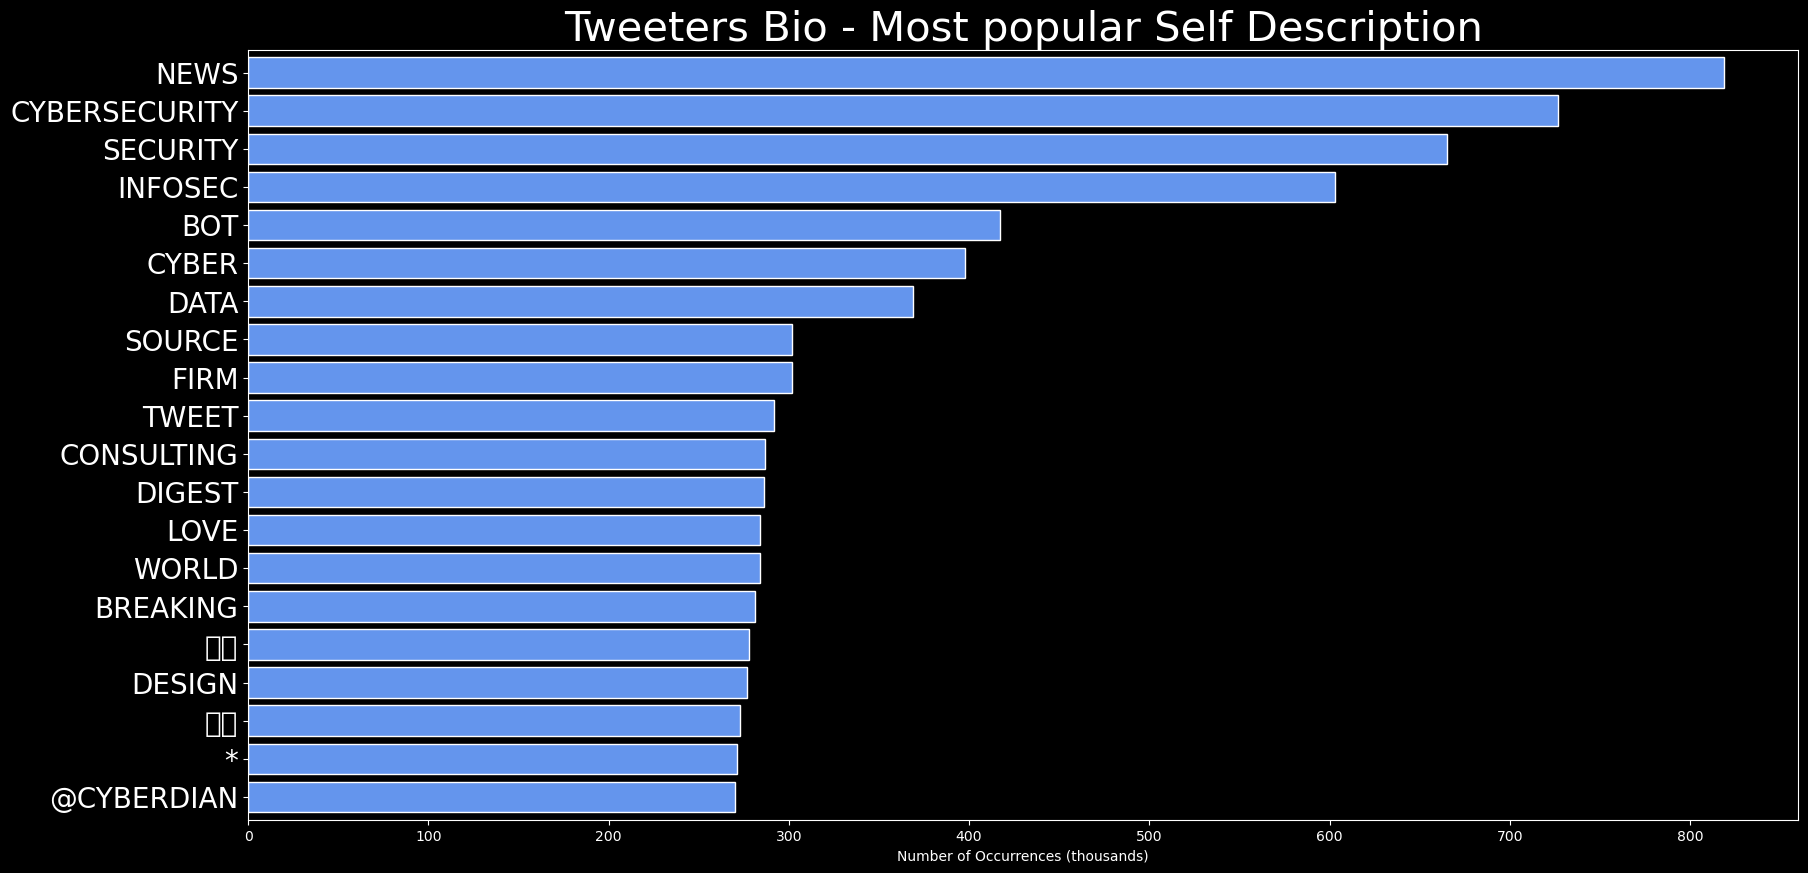 Tweeters Bio - Most popular Self Description
NEWS
CYBERSECURITY
SECURITY
INFOSEC
BOT
CYBER
DATA
SOURCE
FIRM
TWEET
CONSULTING
DIGEST
LOVE
WORLD
BREAKING
DESIGN
*
@CYBERDIAN
0 100 200 300 400 500 600 700 800
Number of Occurrences (thousands)